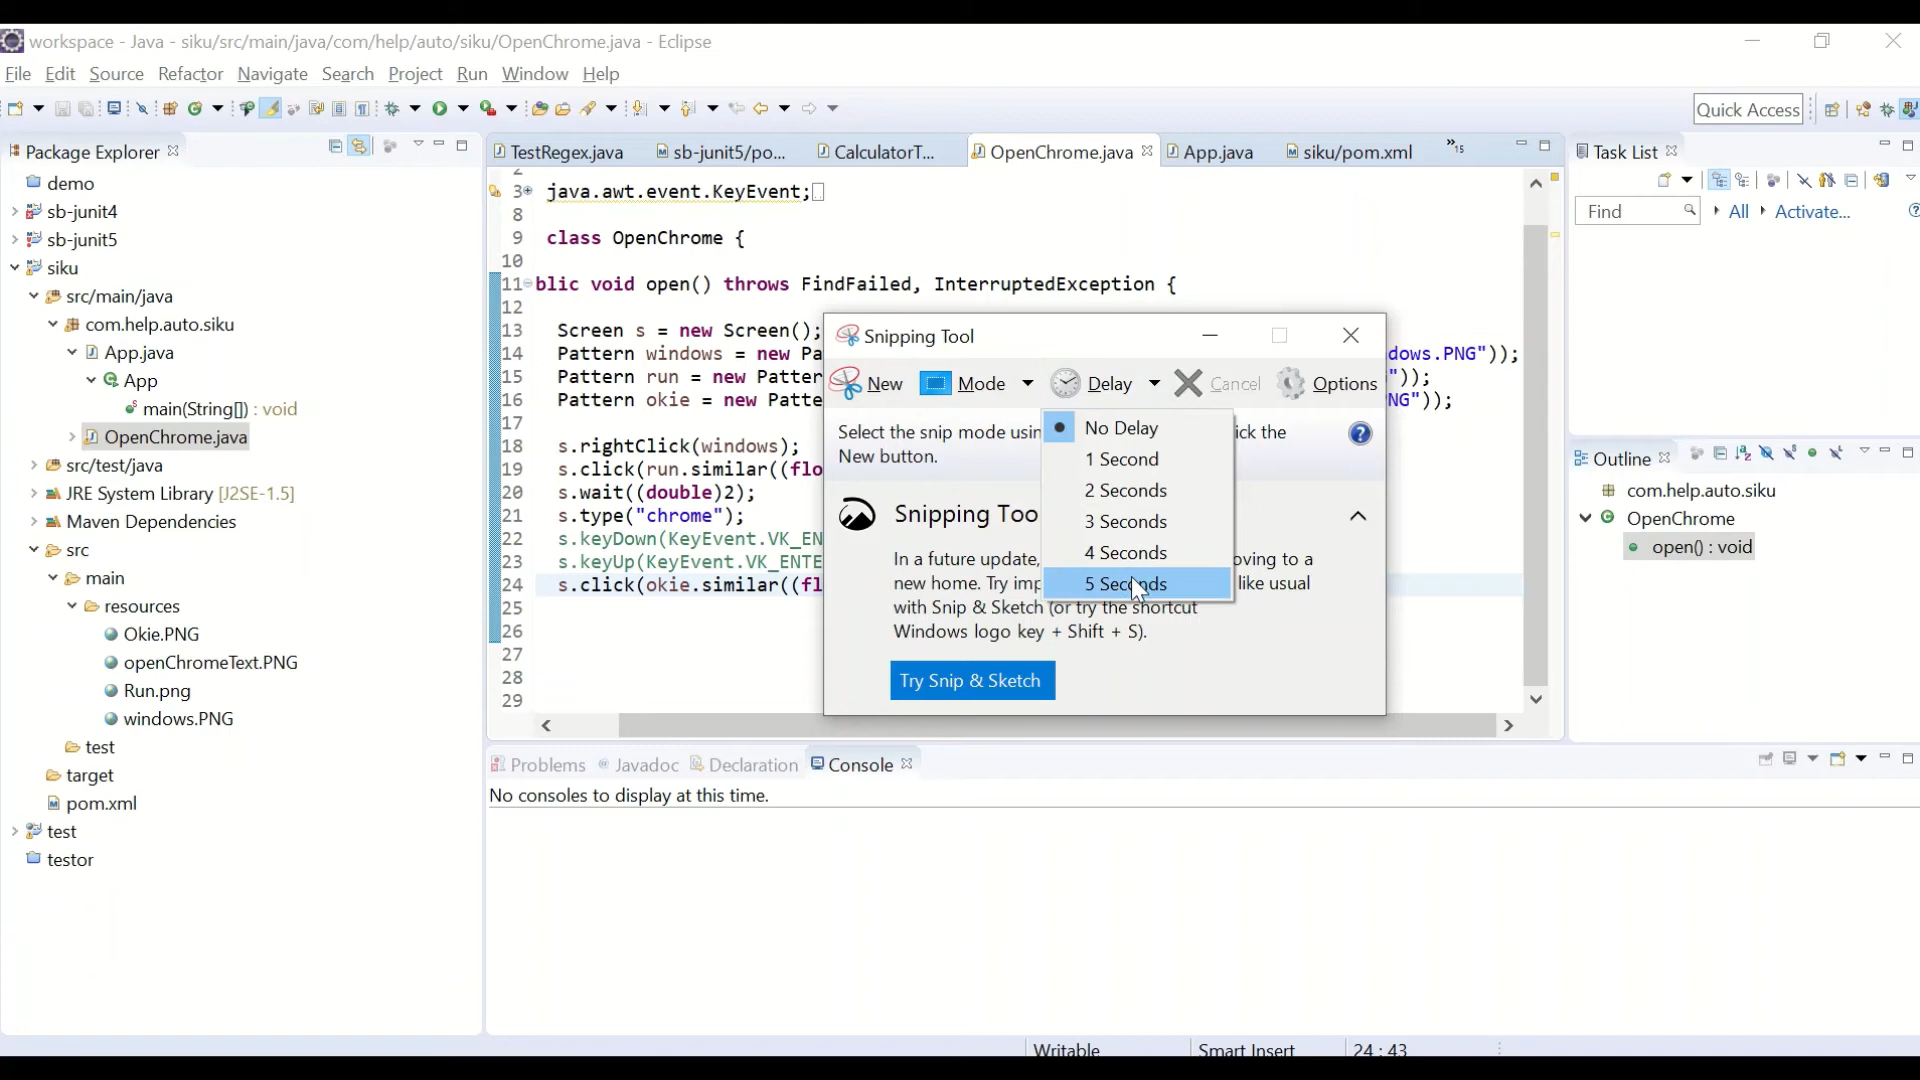 workspace - Java - siku/src/main/java/com/help/auto/siku/OpenChrome.java - Eclipse
File Edit Source Refactor Navigate Search Project Run Window Help
Quick Access
Package Explorer
demo
sb-junit4
sb-junit5
siku
src/main/java
com.help.auto.siku
App.java
App
main(String[]) : void
OpenChrome.java
src/test/java
JRE System Library [J2SE-1.5]
Maven Dependencies
src
main
resources
Okie.PNG
openChromeText.PNG
Run.png
windows.PNG
test
target
pom.xml
test
testor
TestRegex.java sb-junit5/po... CalculatorT... OpenChrome.java App.java siku/pom.xml »15
3 java.awt.event.KeyEvent;
8
9 class OpenChrome {
10
11 blic void open() throws FindFailed, InterruptedException {
12
13 Screen s = new Screen();
14 Pattern windows = new Pa dows.PNG"));
15 Pattern run = new Patter "));
16 Pattern okie = new Patte NG"));
17
18 s.rightClick(windows);
19 s.click(run.similar((flo
20 s.wait((double)2);
21 s.type("chrome");
22 s.keyDown(KeyEvent.VK_EN
23 s.keyUp(KeyEvent.VK_ENTE
24 s.click(okie.similar((fl
25
26
27
28
29
Snipping Tool
New Mode Delay Cancel Options
Select the snip mode usin ick the
New button.
No Delay
1 Second
2 Seconds
3 Seconds
4 Seconds
5 Seconds
Snipping Too
In a future update, oving to a
new home. Try imp like usual
with Snip & Sketch (or try the shortcut
Windows logo key + Shift + S).
Try Snip & Sketch
Task List
Find All Activate...
Outline
com.help.auto.siku
OpenChrome
open() : void
Problems Javadoc Declaration Console
No consoles to display at this time.
Writable Smart Insert 24 : 43